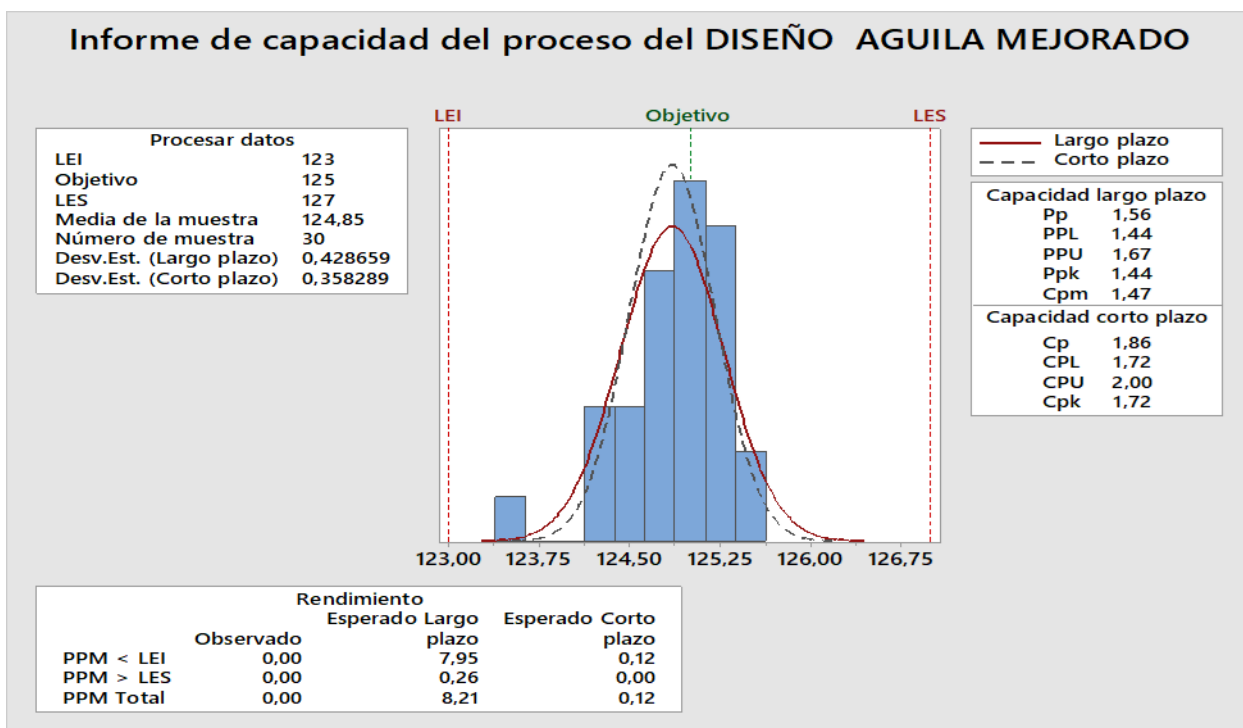 Informe de capacidad del proceso del DISEÑO AGUILA MEJORADO
LEI Objetivo LES
Procesar datos
LEI 123
Objetivo 125
LES 127
Media de la muestra 124,85
Número de muestra 30
Desv.Est. (Largo plazo) 0,428659
Desv.Est. (Corto plazo) 0,358289
Largo plazo
Corto plazo
Capacidad largo plazo
Pp 1,56
PPL 1,44
PPU 1,67
Ppk 1,44
Cpm 1,47
Capacidad corto plazo
Cp 1,86
CPL 1,72
CPU 2,00
Cpk 1,72
123,00 123,75 124,50 125,25 126,00 126,75
Rendimiento
Esperado Largo Esperado Corto
Observado plazo plazo
PPM < LEI 0,00 7,95 0,12
PPM > LES 0,00 0,26 0,00
PPM Total 0,00 8,21 0,12